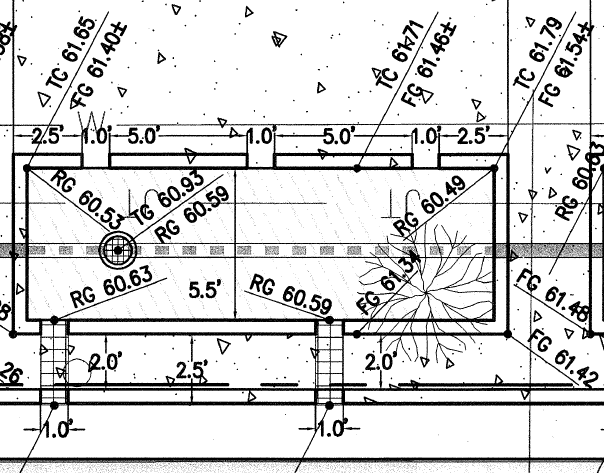 TC 61.65
FG 61.40±
TC 61.71
FG 61.46±
TC 61.79
FG 61.54±
2.5'
1.0'
5.0'
1.0'
5.0'
1.0'
2.5'
RG 60.53
TG 60.93
RG 60.59
RG 60.49
RG 60.63
5.5'
RG 60.59
FG 61.34
FG 61.48
FG 61.42
26
2.0'
2.5'
2.0'
1.0'
1.0'